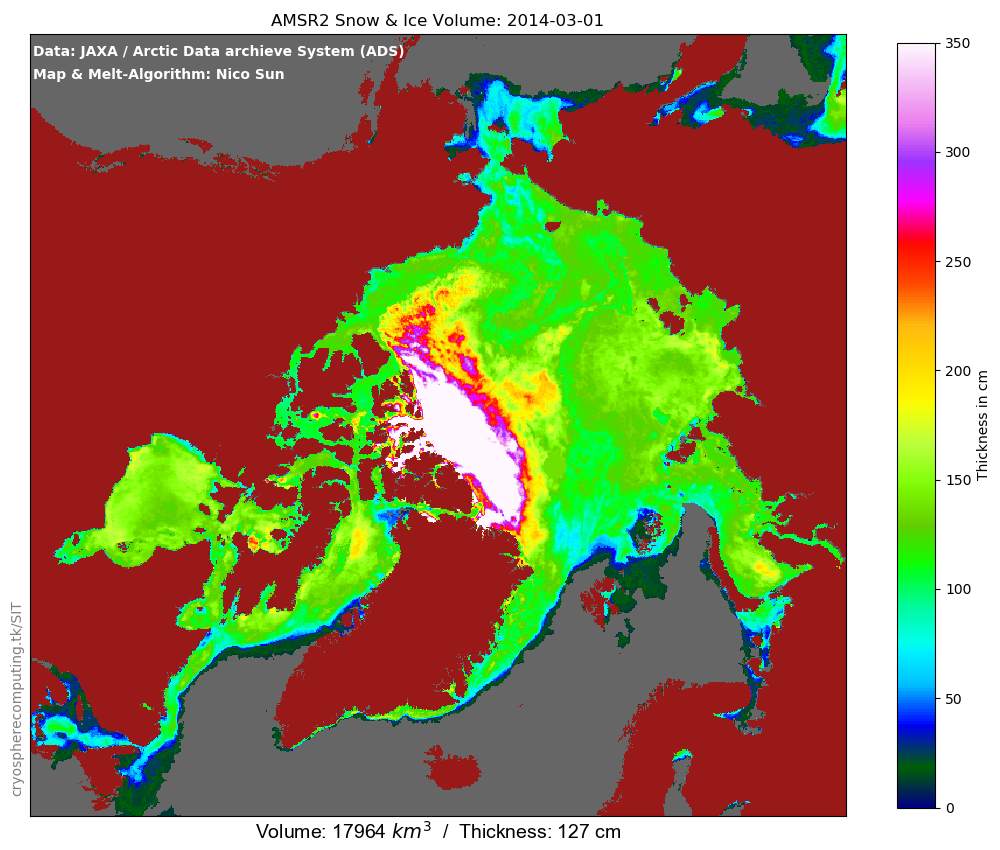 AMSR2 Snow & Ice Volume: 2014-03-01
Data: JAXA / Arctic Data archieve System (ADS)
Map & Melt-Algorithm: Nico Sun
350
300
250
200
150
100
50
0
Thickness in cm
cryospherecomputing.tk/SIT
Volume: 17964 km³ / Thickness: 127 cm